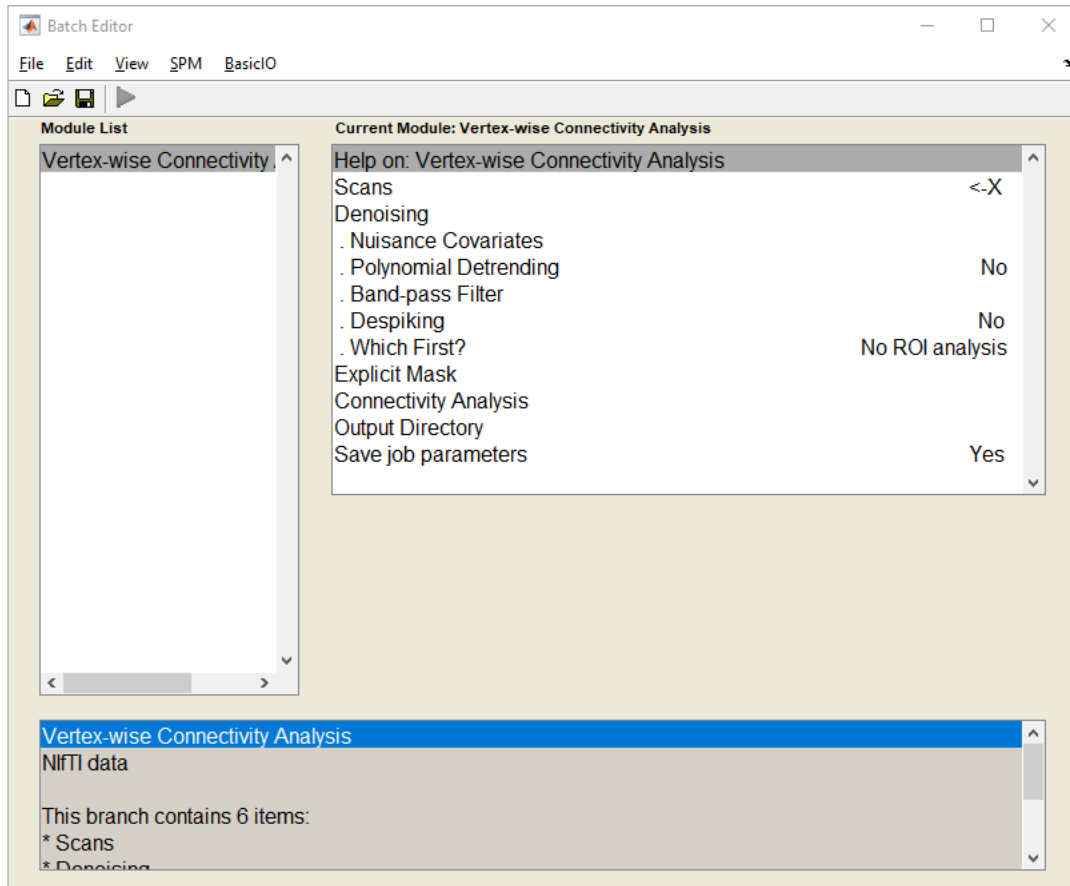 Batch Editor
File Edit View SPM BasicIO
Module List
Current Module: Vertex-wise Connectivity Analysis
Vertex-wise Connectivity
Help on: Vertex-wise Connectivity Analysis
Scans <-X
Denoising
. Nuisance Covariates
. Polynomial Detrending No
. Band-pass Filter
. Despiking No
. Which First? No ROI analysis
Explicit Mask
Connectivity Analysis
Output Directory
Save job parameters Yes
Vertex-wise Connectivity Analysis
NIfTI data
This branch contains 6 items:
* Scans
* Denoising